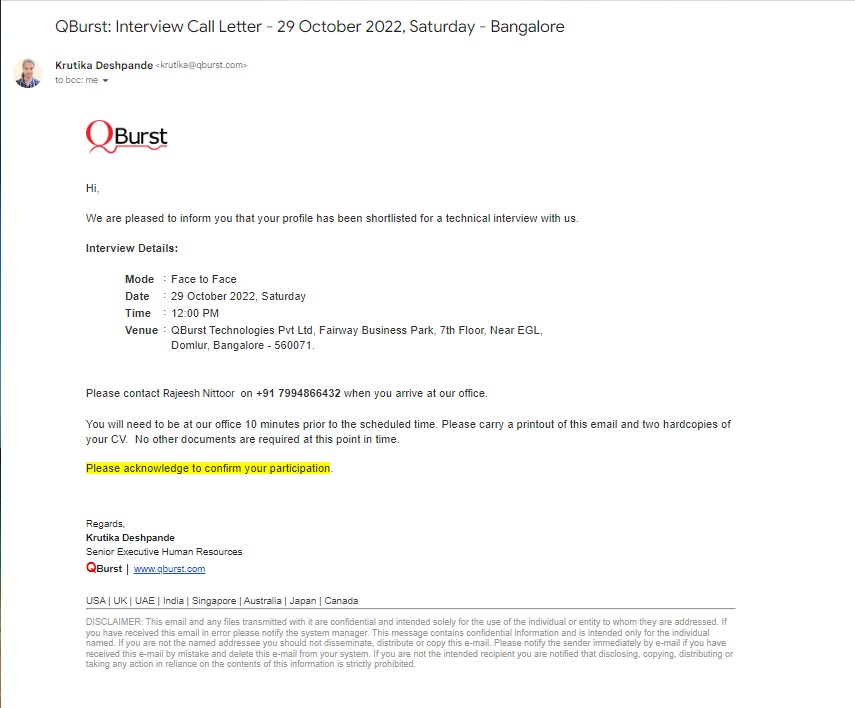 QBurst: Interview Call Letter - 29 October 2022, Saturday - Bangalore
Krutika Deshpande <krutika@qburst.com>
to bcc: me
QBurst
Hi,
We are pleased to inform you that your profile has been shortlisted for a technical interview with us.
Interview Details:
Mode : Face to Face
Date : 29 October 2022, Saturday
Time : 12:00 PM
Venue : QBurst Technologies Pvt Ltd, Fairway Business Park, 7th Floor, Near EGL,
Domlur, Bangalore - 560071.
Please contact Rajeesh Nittoor on +91 7994866432 when you arrive at our office.
You will need to be at our office 10 minutes prior to the scheduled time. Please carry a printout of this email and two hardcopies of
your CV. No other documents are required at this point in time.
Please acknowledge to confirm your participation.
Regards,
Krutika Deshpande
Senior Executive Human Resources
QBurst | www.qburst.com
USA | UK | UAE | India | Singapore | Australia | Japan | Canada
DISCLAIMER: This email and any files transmitted with it are confidential and intended solely for the use of the individual or entity to whom they are addressed. If
you have received this email in error please notify the system manager. This message contains confidential information and is intended only for the individual
named. If you are not the named addressee you should not disseminate, distribute or copy this e-mail. Please notify the sender immediately by e-mail if you have
received this e-mail by mistake and delete this e-mail from your system. If you are not the intended recipient you are notified that disclosing, copying, distributing or
taking any action in reliance on the contents of this information is strictly prohibited.